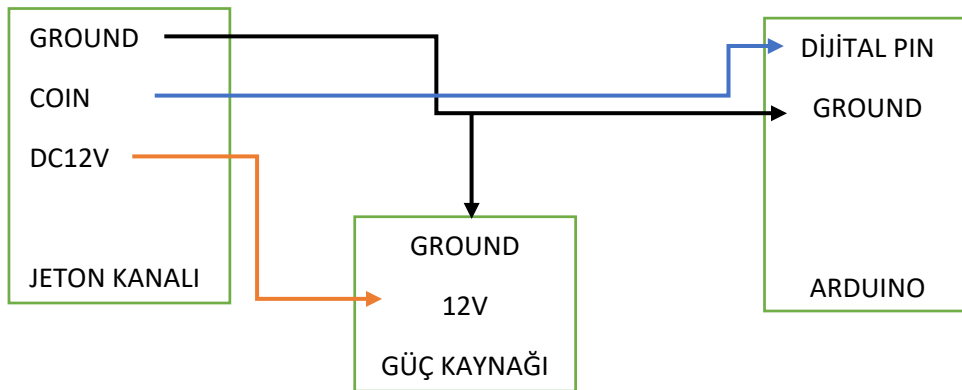 GROUND
COIN
DC12V
JETON KANALI
GROUND
12V
GÜÇ KAYNAĞI
DİJİTAL PIN
GROUND
ARDUINO